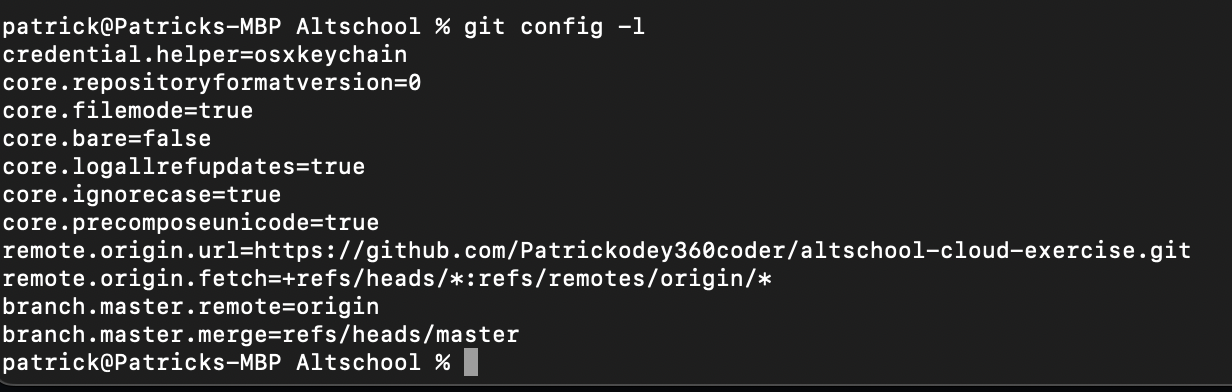 patrick@Patricks-MBP Altschool % git config -l
credential.helper=osxkeychain
core.repositoryformatversion=0
core.filemode=true
core.bare=false
core.logallrefupdates=true
core.ignorecase=true
core.precomposeunicode=true
remote.origin.url=https://github.com/Patrickodey360coder/altschool-cloud-exercise.git
remote.origin.fetch=+refs/heads/*:refs/remotes/origin/*
branch.master.remote=origin
branch.master.merge=refs/heads/master
patrick@Patricks-MBP Altschool %